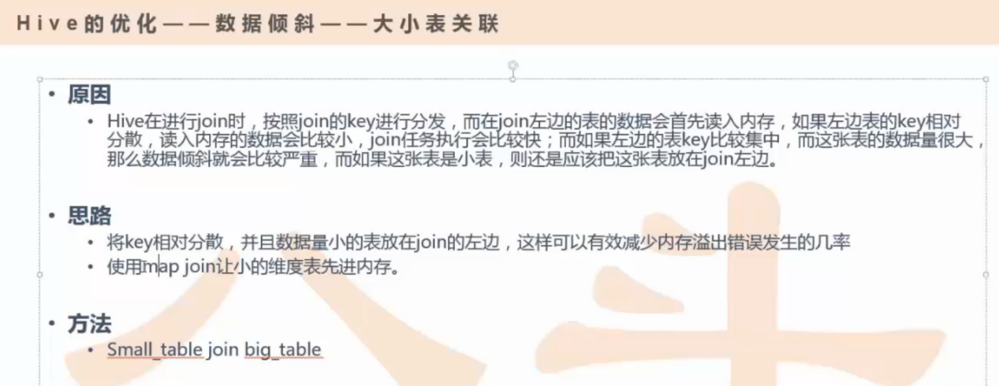 Hive的优化——数据倾斜——大小表关联
• 原因
• Hive在进行join时，按照join的key进行分发，而在join左边的表的数据会首先读入内存，如果左边表的key相对
分散，读入内存的数据会比较小，join任务执行会比较快；而如果左边的表key比较集中，而这张表的数据量很大，
那么数据倾斜就会比较严重，而如果这张表是小表，则还是应该把这张表放在join左边。
• 思路
• 将key相对分散，并且数据量小的表放在join的左边，这样可以有效减少内存溢出错误发生的几率
• 使用map join让小的维度表先进内存。
• 方法
• Small_table join big_table